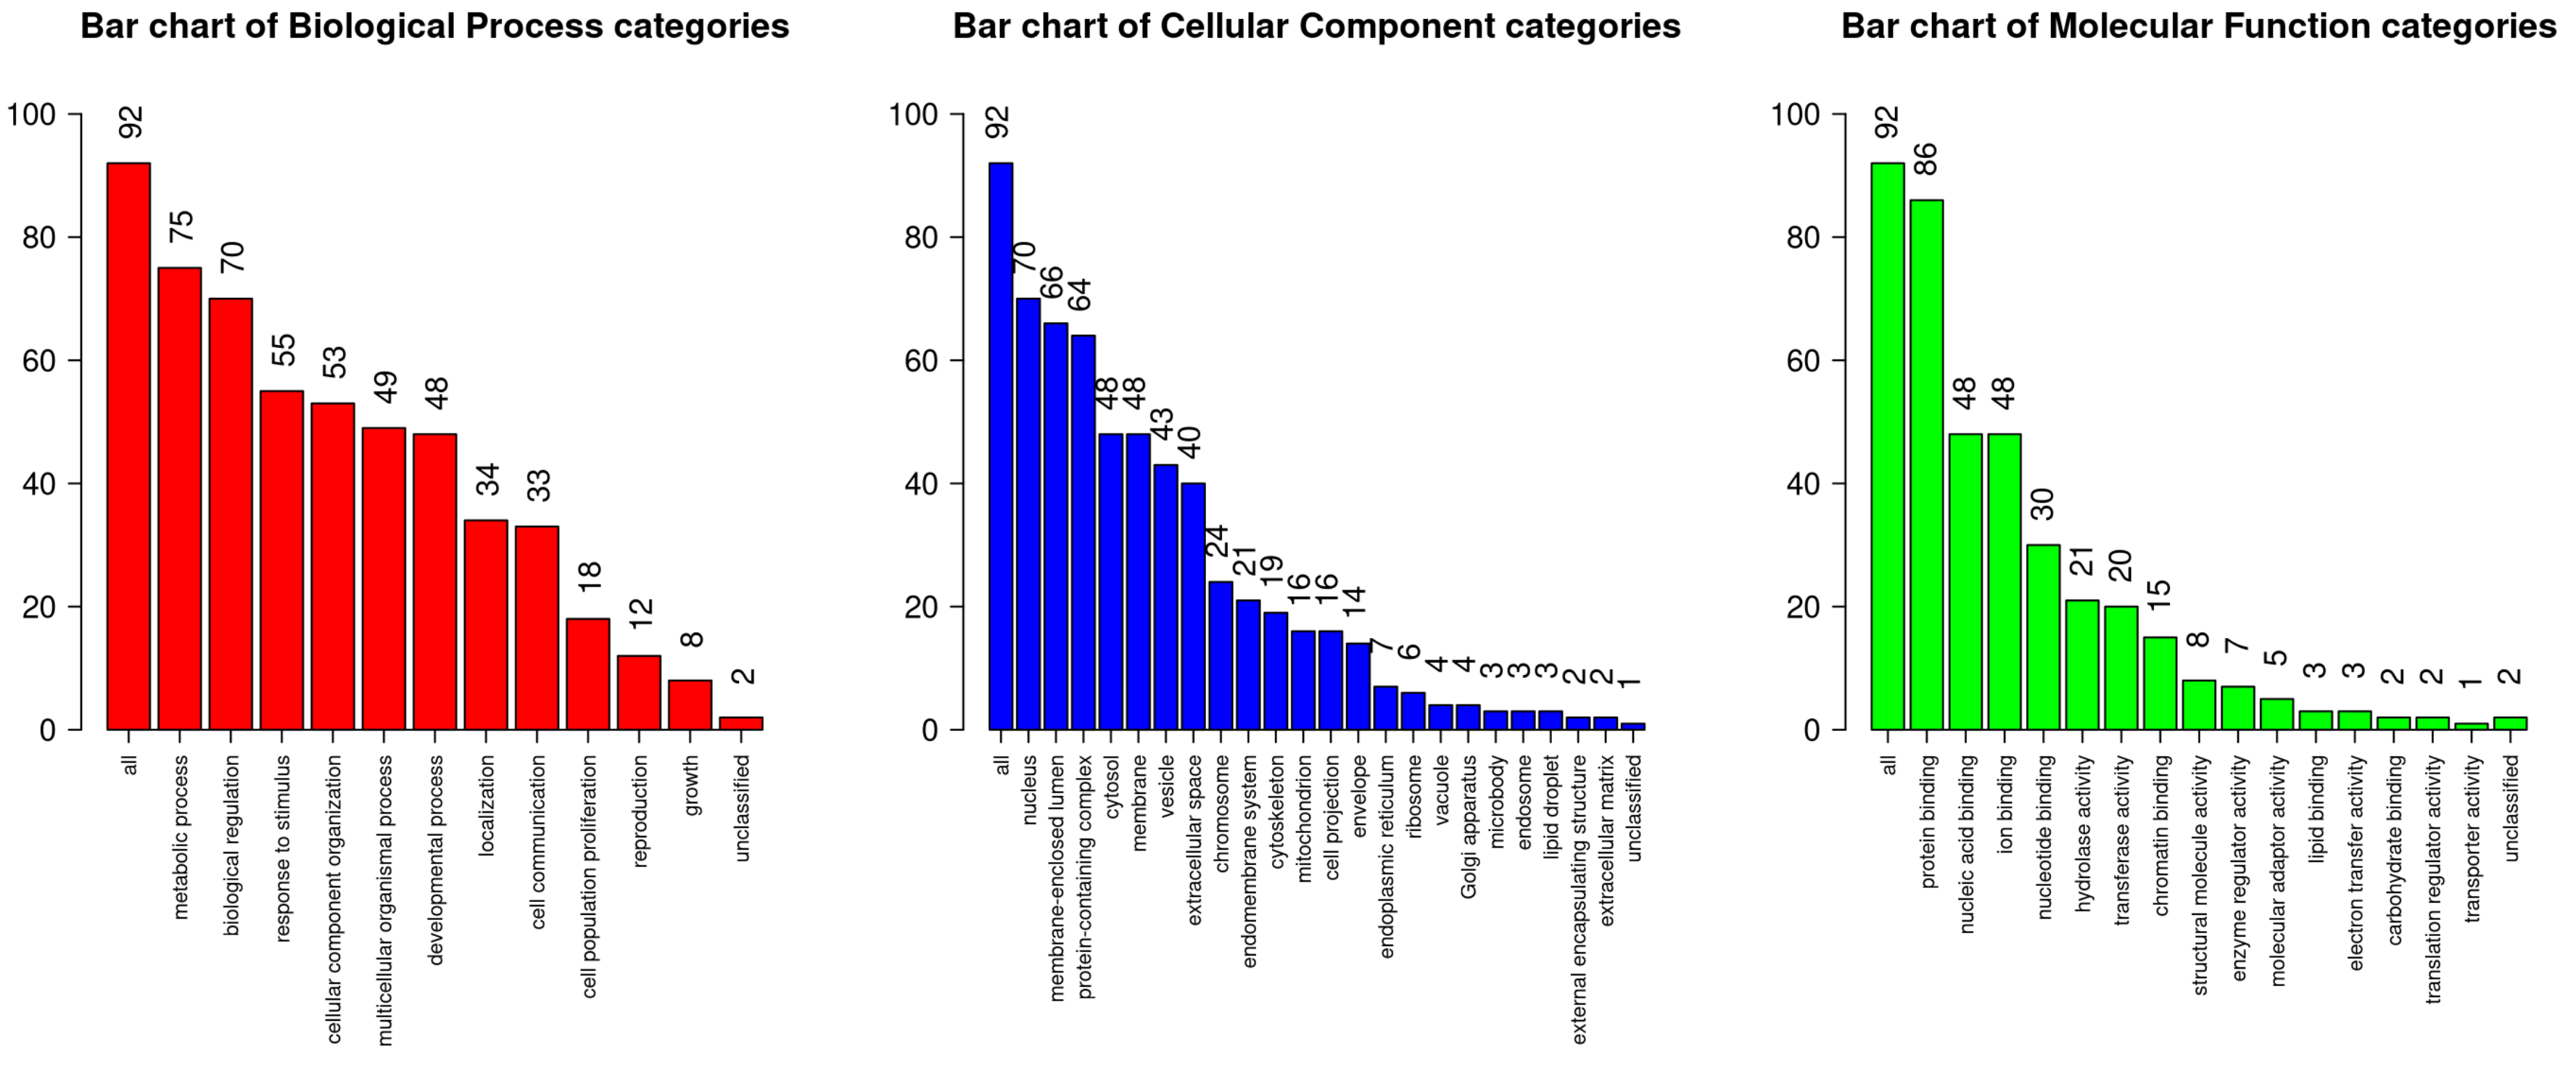 Bar chart of Biological Process categories
100
80
60
40
20
0
92
75
70
55
53
49
48
34
33
18
12
8
2
all
metabolic process
biological regulation
response to stimulus
cellular component organization
multicellular organismal process
developmental process
localization
cell communication
cell population proliferation
reproduction
growth
unclassified
Bar chart of Cellular Component categories
100
80
60
40
20
0
92
70
66
64
48
48
43
40
24
21
19
16
16
14
7
6
4
4
3
3
3
2
2
1
all
nucleus
membrane-enclosed lumen
protein-containing complex
cytosol
membrane
vesicle
extracellular space
chromosome
endomembrane system
cytoskeleton
mitochondrion
cell projection
envelope
endoplasmic reticulum
ribosome
vacuole
Golgi apparatus
microbody
endosome
lipid droplet
external encapsulating structure
extracellular matrix
unclassified
Bar chart of Molecular Function categories
100
80
60
40
20
0
92
86
48
48
30
21
20
15
8
7
5
3
3
2
2
1
2
all
protein binding
nucleic acid binding
ion binding
nucleotide binding
hydrolase activity
transferase activity
chromatin binding
structural molecule activity
enzyme regulator activity
molecular adaptor activity
lipid binding
electron transfer activity
carbohydrate binding
translation regulator activity
transporter activity
unclassified